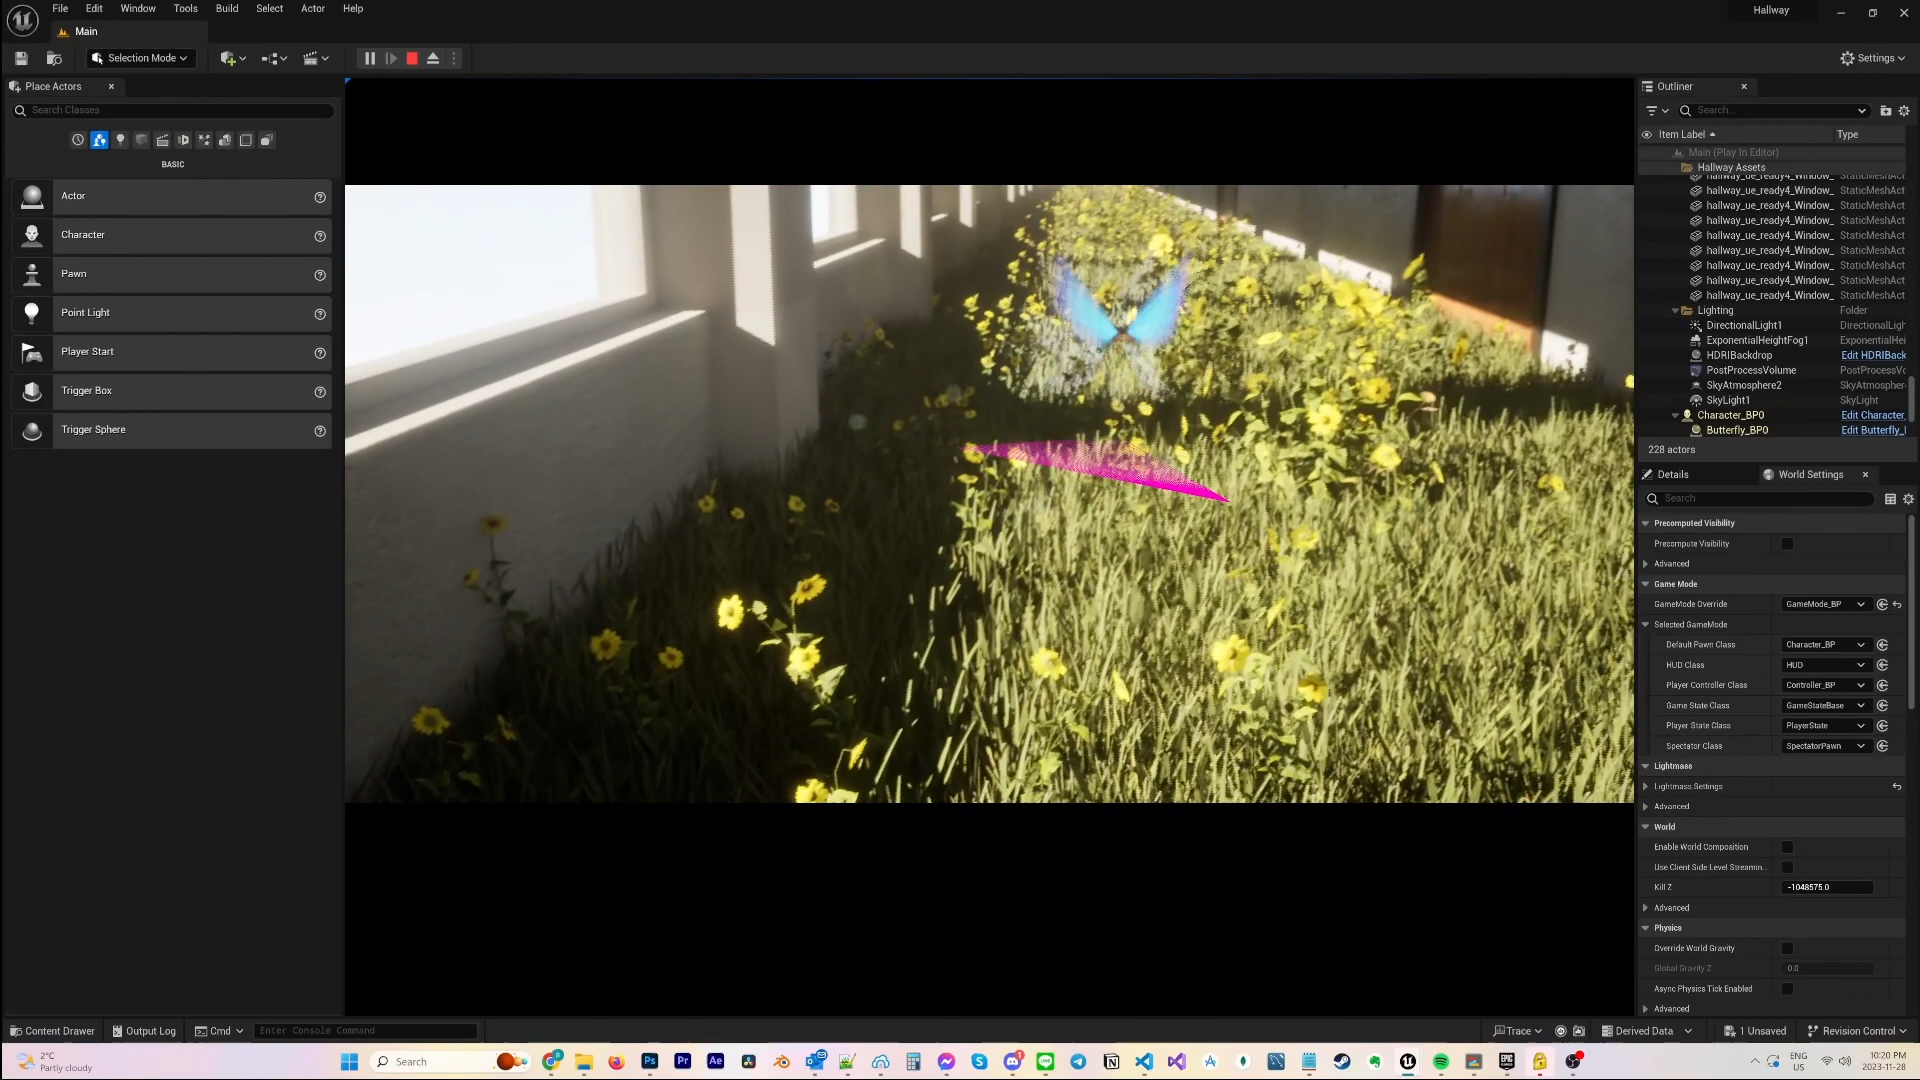 File Edit Window Tools Build Select Actor Help
Hallway
Main
Selection Mode
Settings
Place Actors
Search Classes
BASIC
Actor
Character
Pawn
Point Light
Player Start
Trigger Box
Trigger Sphere
Outliner
Search...
Item Label Type
Main (Play In Editor)
Hallway Assets
hallway_ue_ready4_Window_ StaticMeshAct
hallway_ue_ready4_Window_ StaticMeshAct
hallway_ue_ready4_Window_ StaticMeshAct
hallway_ue_ready4_Window_ StaticMeshAct
hallway_ue_ready4_Window_ StaticMeshAct
hallway_ue_ready4_Window_ StaticMeshAct
hallway_ue_ready4_Window_ StaticMeshAct
hallway_ue_ready4_Window_ StaticMeshAct
hallway_ue_ready4_Window_ StaticMeshAct
Lighting Folder
DirectionalLight1 DirectionalLigh
ExponentialHeightFog1 ExponentialHei
HDRIBackdrop Edit HDRIBack
PostProcessVolume PostProcessVo
SkyAtmosphere2 SkyAtmospher
SkyLight1 SkyLight
Character_BP0 Edit Character_
Butterfly_BP0 Edit Butterfly_
228 actors
Details
World Settings
Search
Precomputed Visibility
Precompute Visibility
Advanced
Game Mode
GameMode Override GameMode_BP
Selected GameMode
Default Pawn Class Character_BP
HUD Class HUD
Player Controller Class Controller_BP
Game State Class GameStateBase
Player State Class PlayerState
Spectator Class SpectatorPawn
Lightmass
Lightmass Settings
Advanced
World
Enable World Composition
Use Client Side Level Streamin...
Kill Z -1048575.0
Advanced
Physics
Override World Gravity
Global Gravity Z 0.0
Async Physics Tick Enabled
Advanced
Content Drawer Output Log Cmd Enter Console Command
Trace Derived Data 1 Unsaved Revision Control
2°C
Partly cloudy
Search
Ps Pr Ae
ENG
US
10:20 PM
2023-11-28